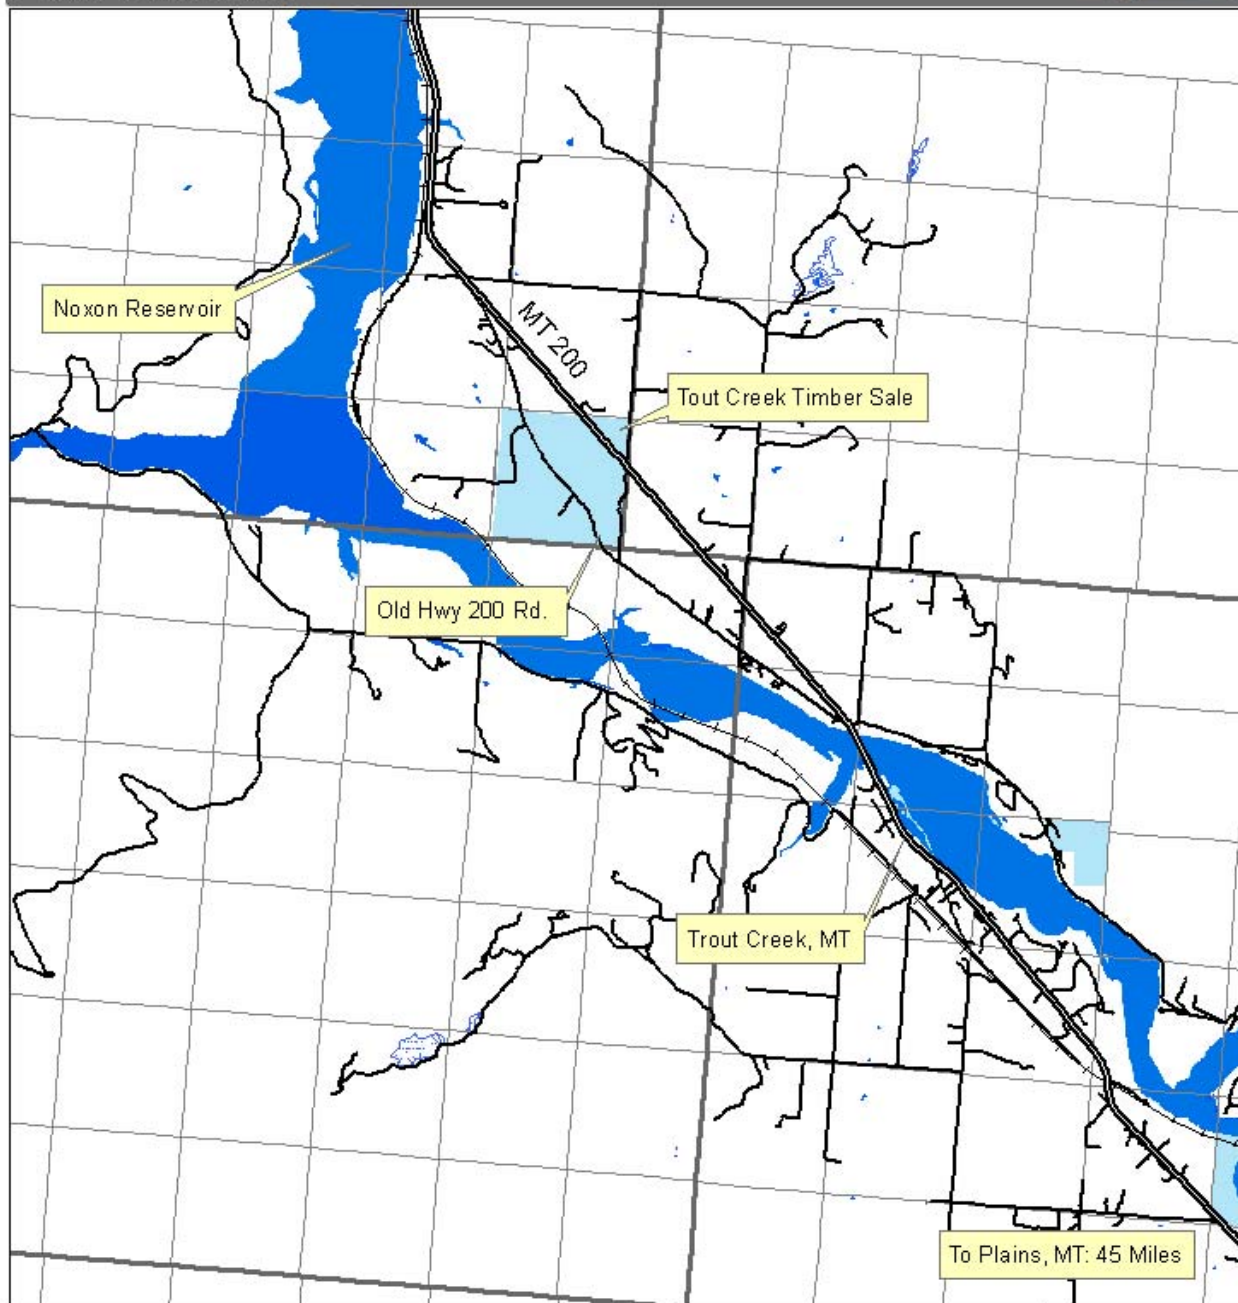 Noxon Reservoir
MT 200
Tout Creek Timber Sale
Old Hwy 200 Rd.
Trout Creek, MT
To Plains, MT: 45 Miles